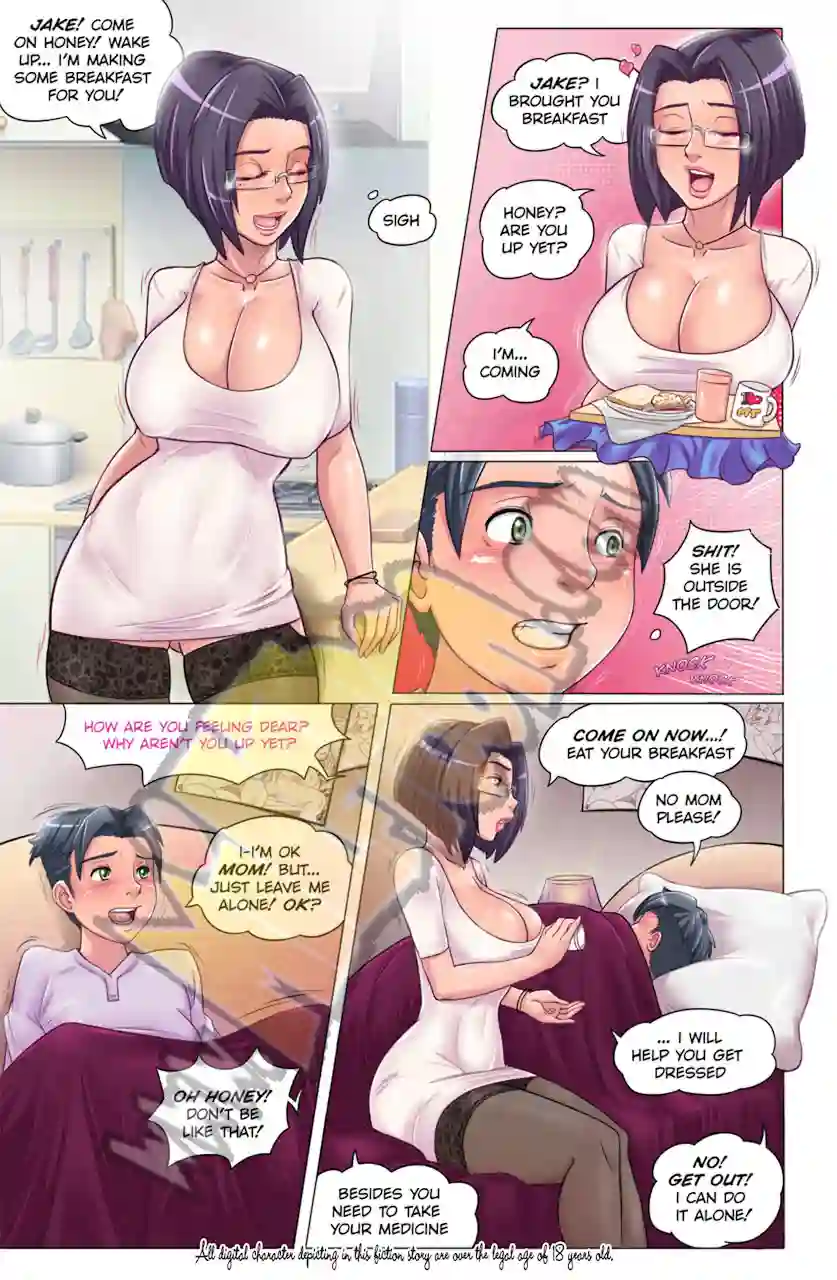 JAKE! COME
ON HONEY! WAKE
UP... I'M MAKING
SOME BREAKFAST
FOR YOU!
SIGH
JAKE? I
BROUGHT YOU
BREAKFAST
HONEY?
ARE YOU
UP YET?
I'M...
COMING
SHIT!
SHE IS
OUTSIDE
THE DOOR!
KNOCK
KNOCK
HOW ARE YOU FEELING DEAR?
WHY AREN'T YOU UP YET?
I-I'M OK
MOM! BUT...
JUST LEAVE ME
ALONE! OK?
OH HONEY!
DON'T BE
LIKE THAT!
COME ON NOW...!
EAT YOUR BREAKFAST
NO MOM
PLEASE!
... I WILL
HELP YOU GET
DRESSED
BESIDES YOU
NEED TO TAKE
YOUR MEDICINE
NO!
GET OUT!
I CAN DO
IT ALONE!
All digital character depicting in this fiction story are over the legal age of 18 years old.